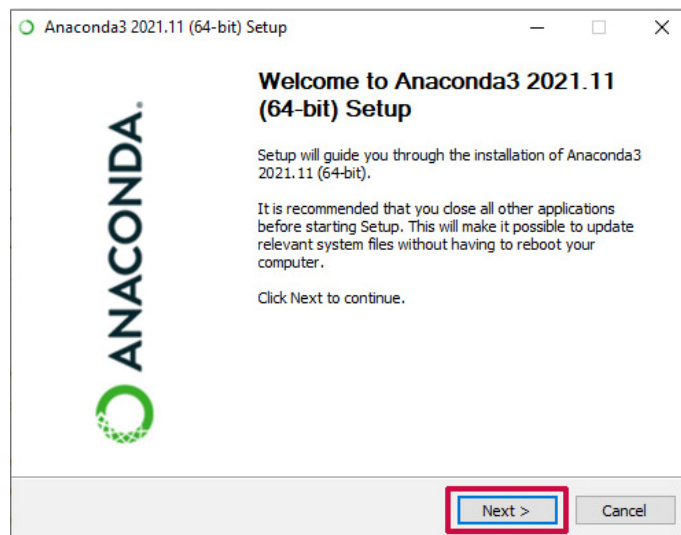 Anaconda3 2021.11 (64-bit) Setup
ANACONDA.
Welcome to Anaconda3 2021.11
(64-bit) Setup
Setup will guide you through the installation of Anaconda3
2021.11 (64-bit).
It is recommended that you close all other applications
before starting Setup. This will make it possible to update
relevant system files without having to reboot your
computer.
Click Next to continue.
Next >
Cancel